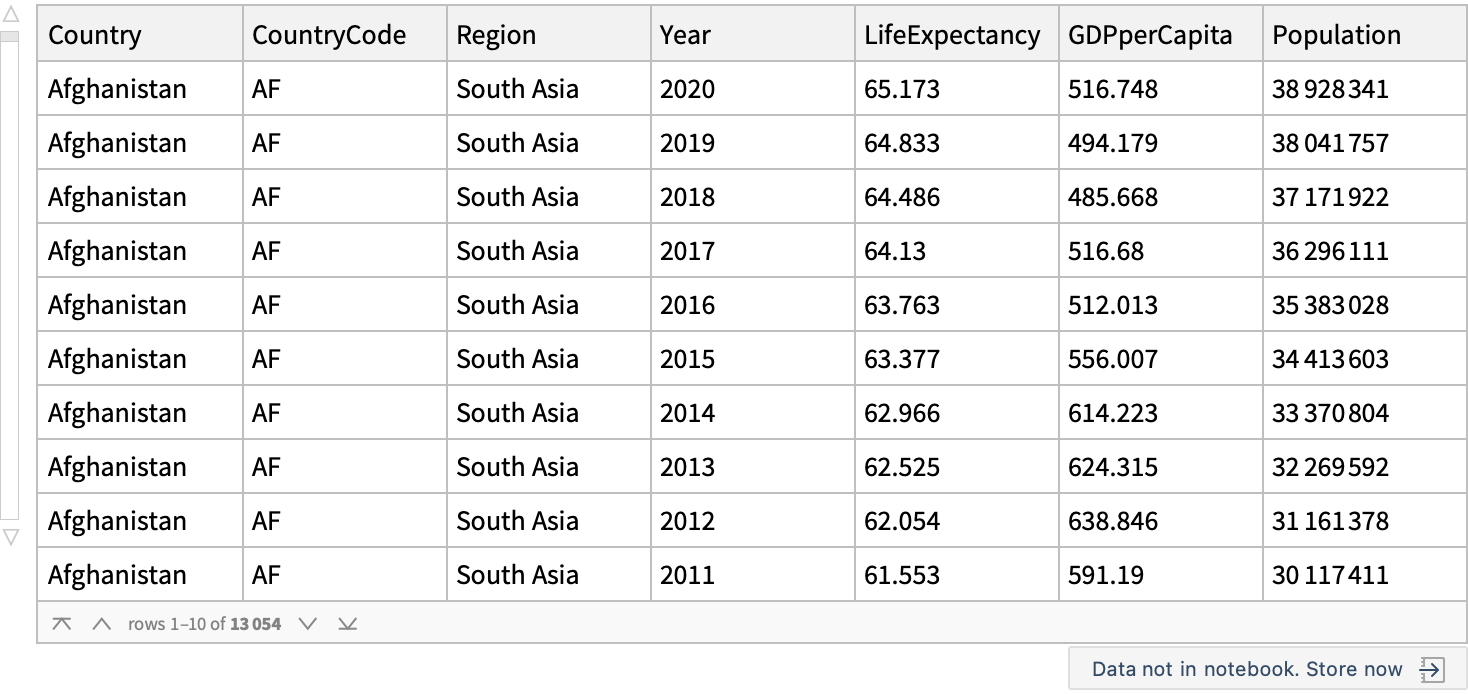 Country CountryCode Region Year LifeExpectancy GDPperCapita Population
Afghanistan AF South Asia 2020 65.173 516.748 38 928 341
Afghanistan AF South Asia 2019 64.833 494.179 38 041 757
Afghanistan AF South Asia 2018 64.486 485.668 37 171 922
Afghanistan AF South Asia 2017 64.13 516.68 36 296 111
Afghanistan AF South Asia 2016 63.763 512.013 35 383 028
Afghanistan AF South Asia 2015 63.377 556.007 34 413 603
Afghanistan AF South Asia 2014 62.966 614.223 33 370 804
Afghanistan AF South Asia 2013 62.525 624.315 32 269 592
Afghanistan AF South Asia 2012 62.054 638.846 31 161 378
Afghanistan AF South Asia 2011 61.553 591.19 30 117 411
rows 1–10 of 13 054
Data not in notebook. Store now